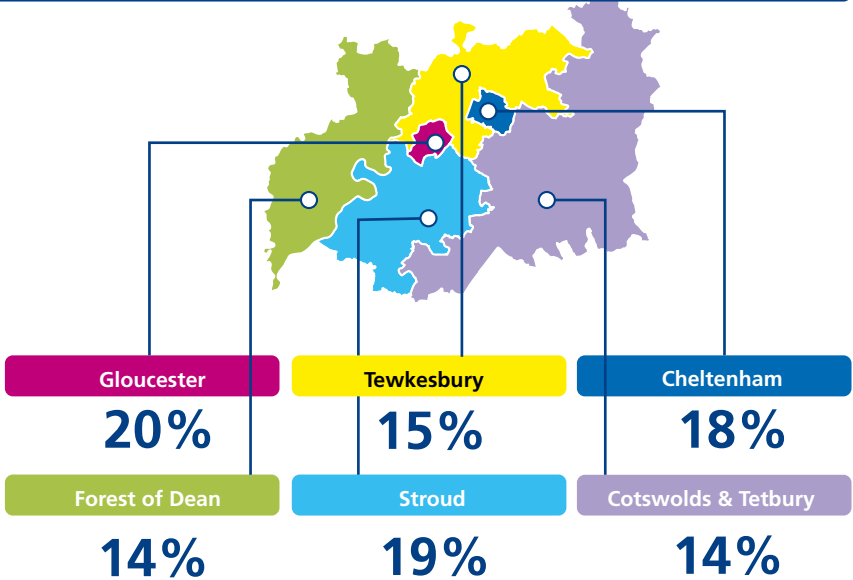 Gloucester
Tewkesbury
Cheltenham
20%
15%
18%
Forest of Dean
Stroud
Cotswolds & Tetbury
14%
19%
14%